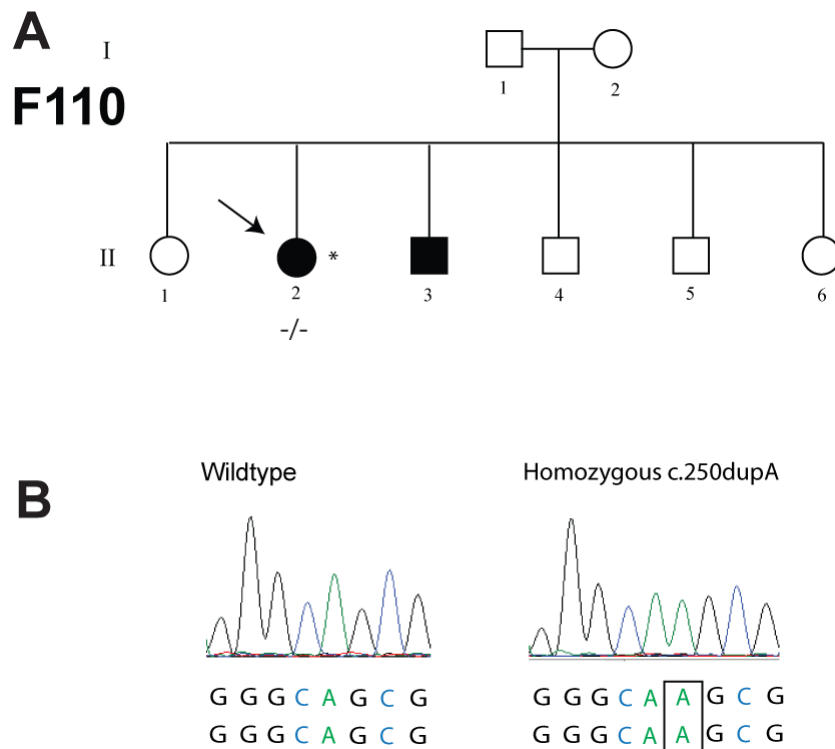 A
I
F110
1
2
II
*
1
2
3
4
5
6
-/-
B
Wildtype
Homozygous c.250dupA
G G G C A G C G
G G G C A A G C G
G G G C A G C G
G G G C A A G C G